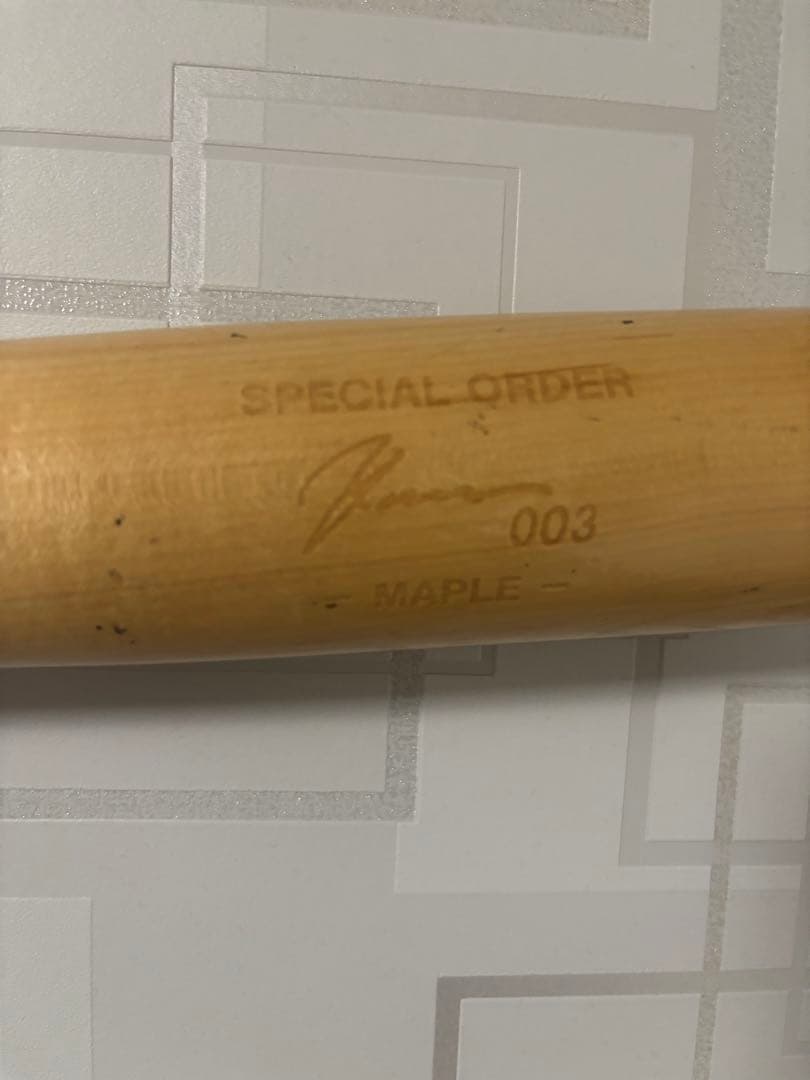 SPECIAL ORDER
003
- MAPLE -